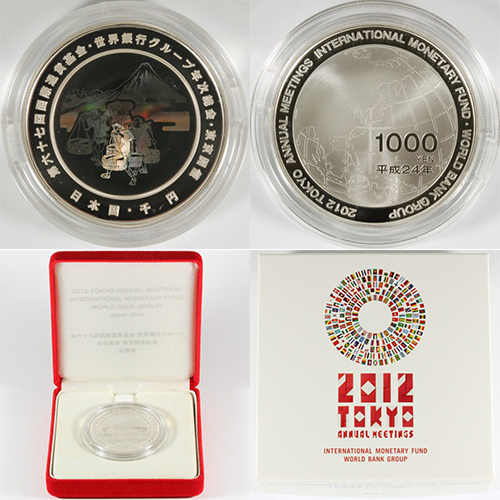 第六十七回国際通貨基金・世界銀行グループ年次総会 東京開催
日本国・千円
2012 TOKYO ANNUAL MEETINGS INTERNATIONAL MONETARY FUND・WORLD BANK GROUP
1000
YEN
平成24年
2012 TOKYO ANNUAL MEETINGS
INTERNATIONAL MONETARY FUND
WORLD BANK GROUP
2012
TOKYO
ANNUAL MEETINGS
INTERNATIONAL MONETARY FUND
WORLD BANK GROUP